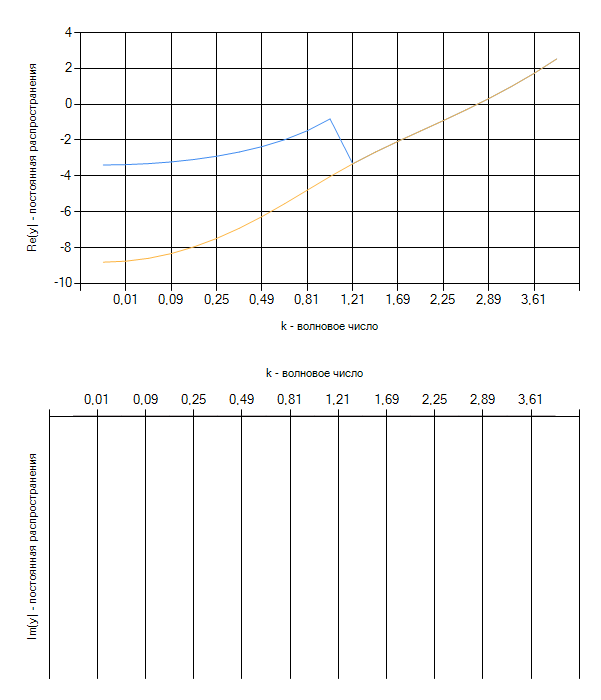 4
2
0
-2
-4
-6
-8
-10
Re|y| - постоянная распространения
0,01 0,09 0,25 0,49 0,81 1,21 1,69 2,25 2,89 3,61
k - волновое число
k - волновое число
0,01 0,09 0,25 0,49 0,81 1,21 1,69 2,25 2,89 3,61
Im|y| - постоянная распространения